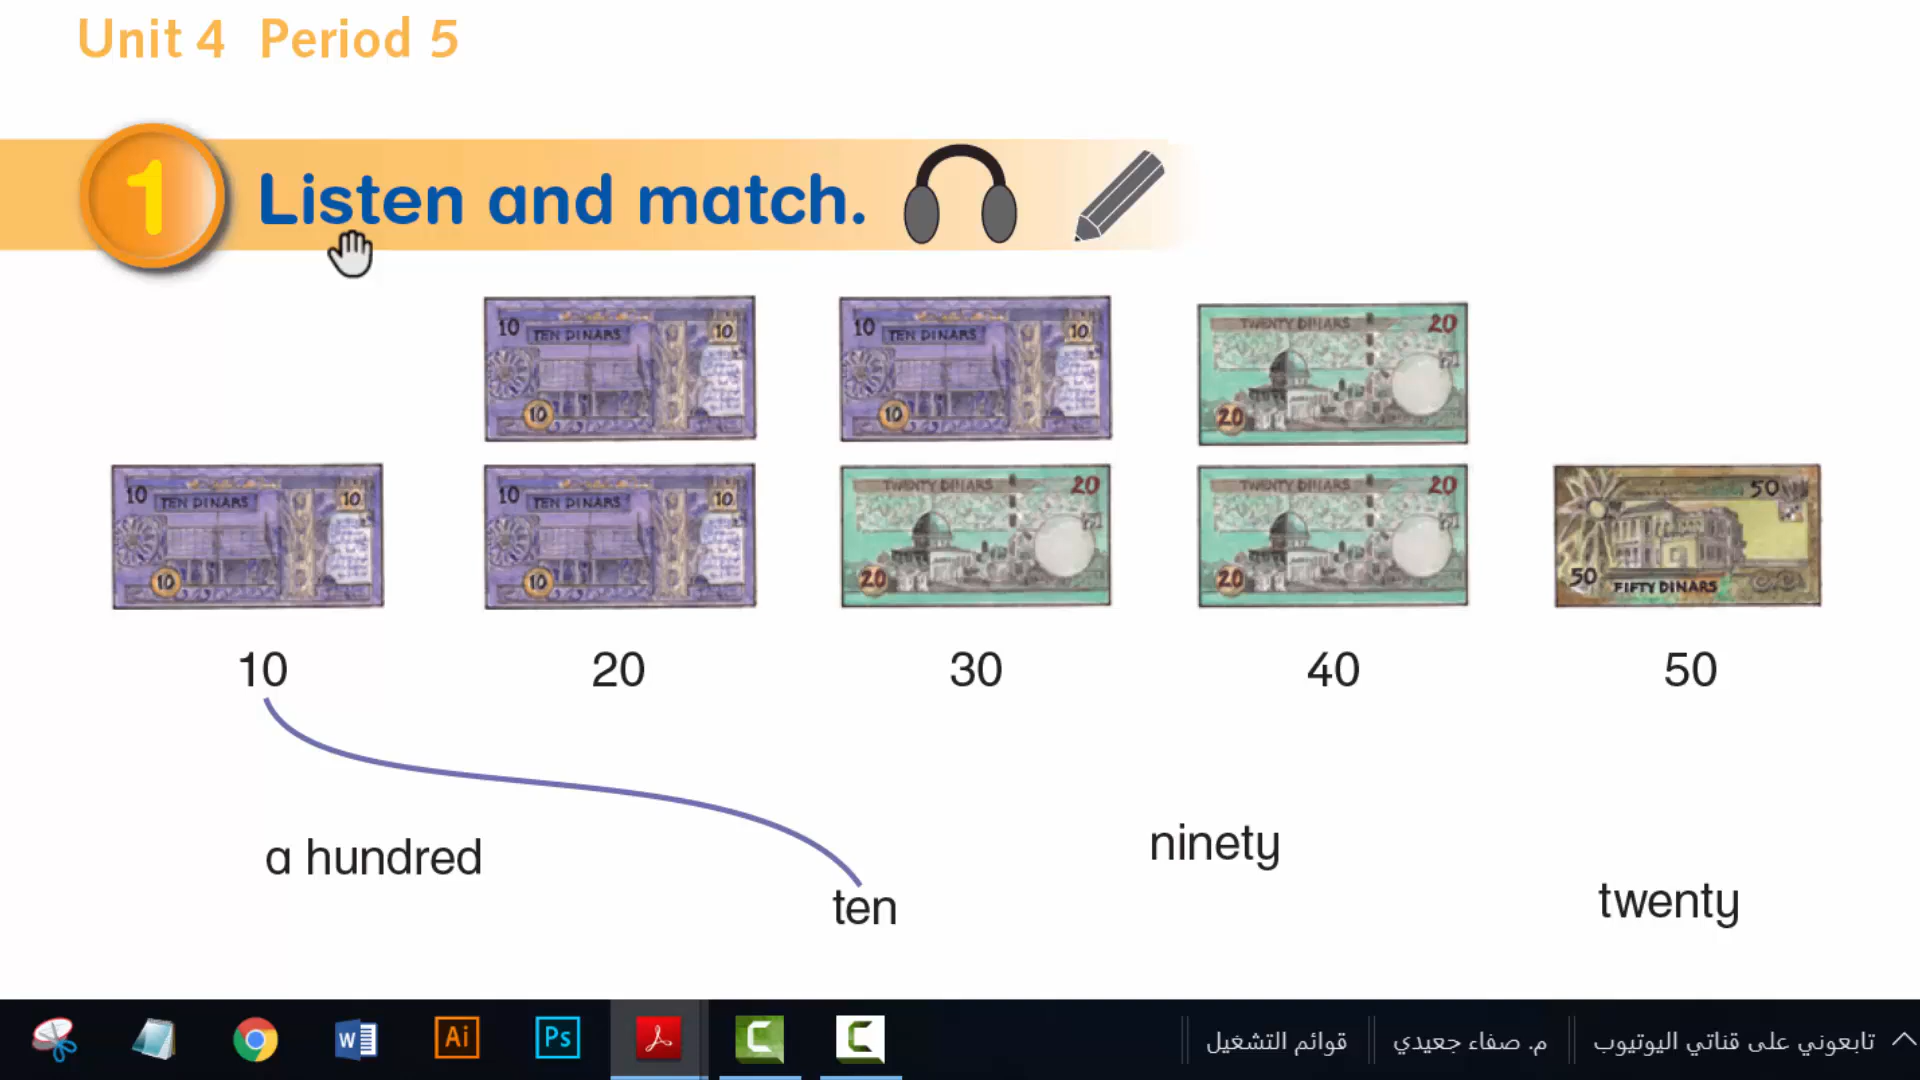 Unit 4 Period 5
1 Listen and match.
10 TEN DINARS 10
10
10 TEN DINARS 10
10
TWENTY DINARS 20
20
10 TEN DINARS 10
10
10 TEN DINARS 10
10
TWENTY DINARS 20
20
TWENTY DINARS 20
20
50
50 FIFTY DINARS
10 20 30 40 50
a hundred
ten
ninety
twenty
W Ai Ps C C
قوائم التشغيل
م. صفاء جعيدي
تابعوني على قناتي اليوتيوب